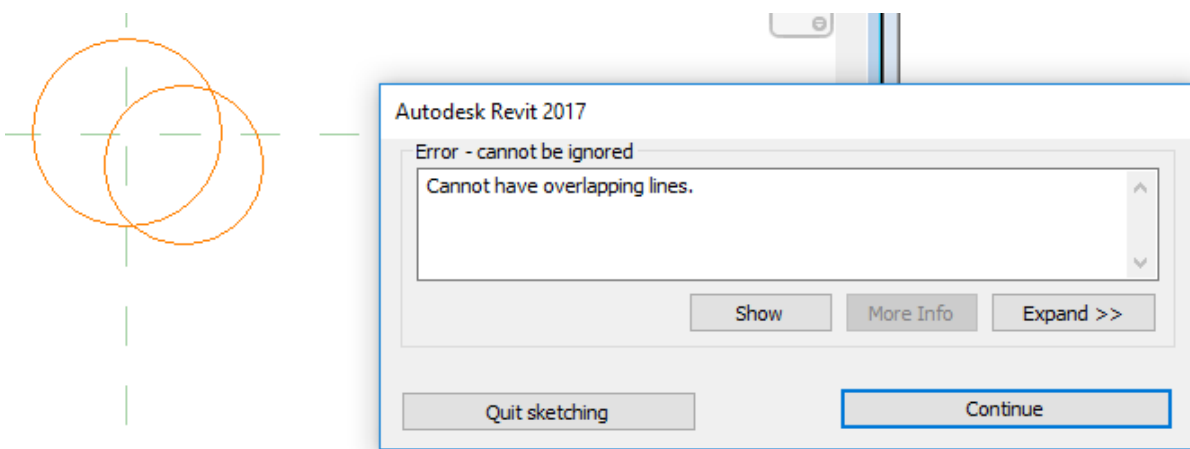 Autodesk Revit 2017
Error - cannot be ignored
Cannot have overlapping lines.
Show
More Info
Expand >>
Quit sketching
Continue